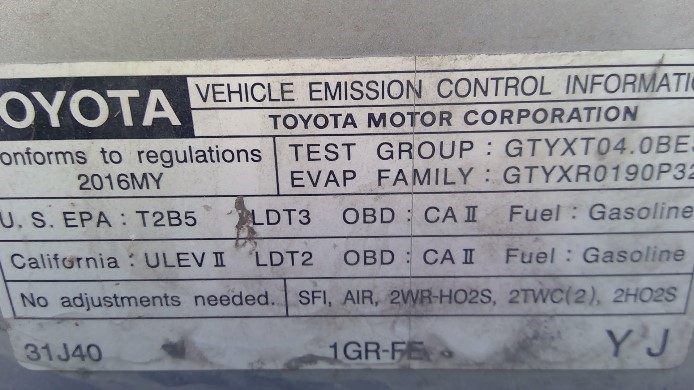 OYOTA VEHICLE EMISSION CONTROL INFORMATI
TOYOTA MOTOR CORPORATION
onforms to regulations TEST GROUP : GTYXT04.0BE
2016MY EVAP FAMILY : GTYXR0190P32
U. S. EPA : T2B5 LDT3 OBD : CA II Fuel : Gasoline
California : ULEV II LDT2 OBD : CA II Fuel : Gasoline
No adjustments needed. SFI, AIR, 2WR-HO2S, 2TWC(2), 2HO2S
31J40 1GR-FE YJ